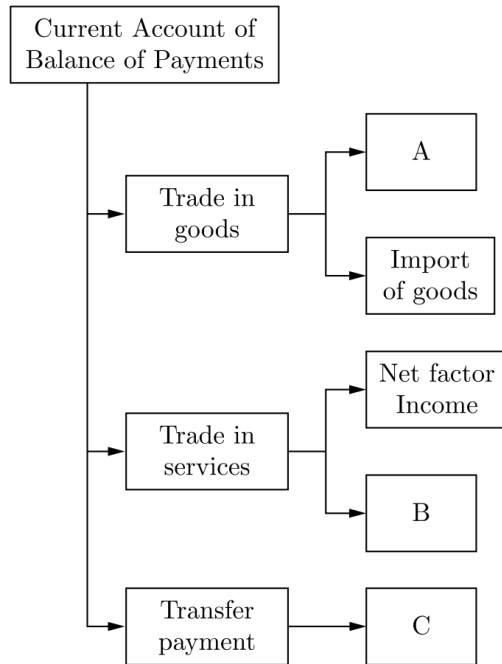 Current Account of
Balance of Payments
A
Trade in
goods
Import
of goods
Net factor
Income
Trade in
services
B
Transfer
payment
C